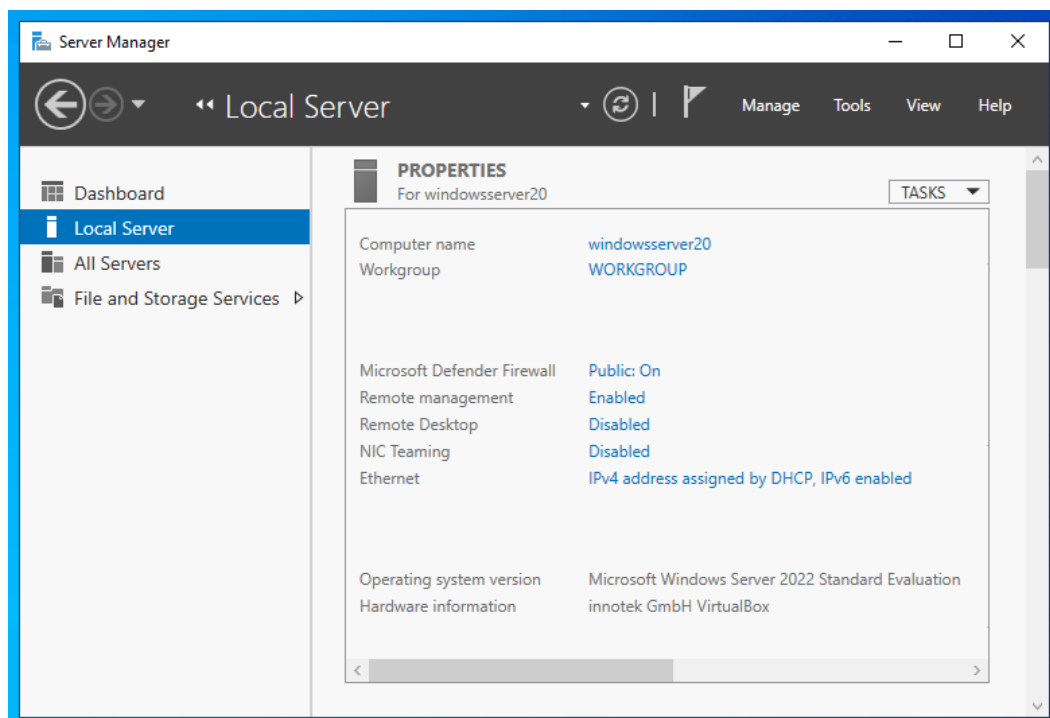 Server Manager
Local Server
Manage Tools View Help
Dashboard
Local Server
All Servers
File and Storage Services
PROPERTIES
For windowsserver20
TASKS
Computer name windowsserver20
Workgroup WORKGROUP
Microsoft Defender Firewall Public: On
Remote management Enabled
Remote Desktop Disabled
NIC Teaming Disabled
Ethernet IPv4 address assigned by DHCP, IPv6 enabled
Operating system version Microsoft Windows Server 2022 Standard Evaluation
Hardware information innotek GmbH VirtualBox